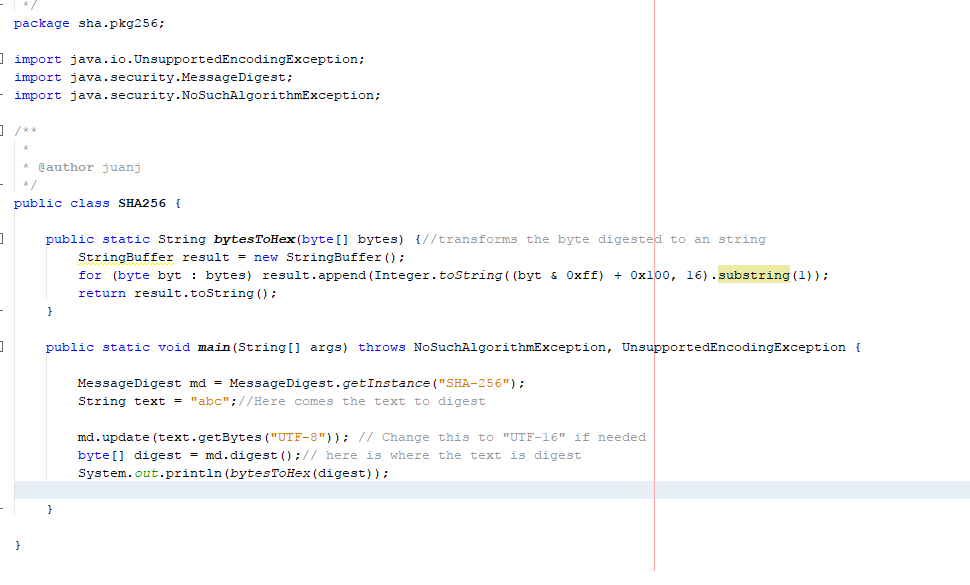 */
package sha.pkg256;
import java.io.UnsupportedEncodingException;
import java.security.MessageDigest;
import java.security.NoSuchAlgorithmException;
/**
 *
 * @author juanj
 */
public class SHA256 {
    public static String bytesToHex(byte[] bytes) {//transforms the byte digested to an string
        StringBuffer result = new StringBuffer();
        for (byte byt : bytes) result.append(Integer.toString((byt & 0xff) + 0x100, 16).substring(1));
        return result.toString();
    }
    public static void main(String[] args) throws NoSuchAlgorithmException, UnsupportedEncodingException {
        MessageDigest md = MessageDigest.getInstance("SHA-256");
        String text = "abc";//Here comes the text to digest
        md.update(text.getBytes("UTF-8")); // Change this to "UTF-16" if needed
        byte[] digest = md.digest();// here is where the text is digest
        System.out.println(bytesToHex(digest));
    }
}